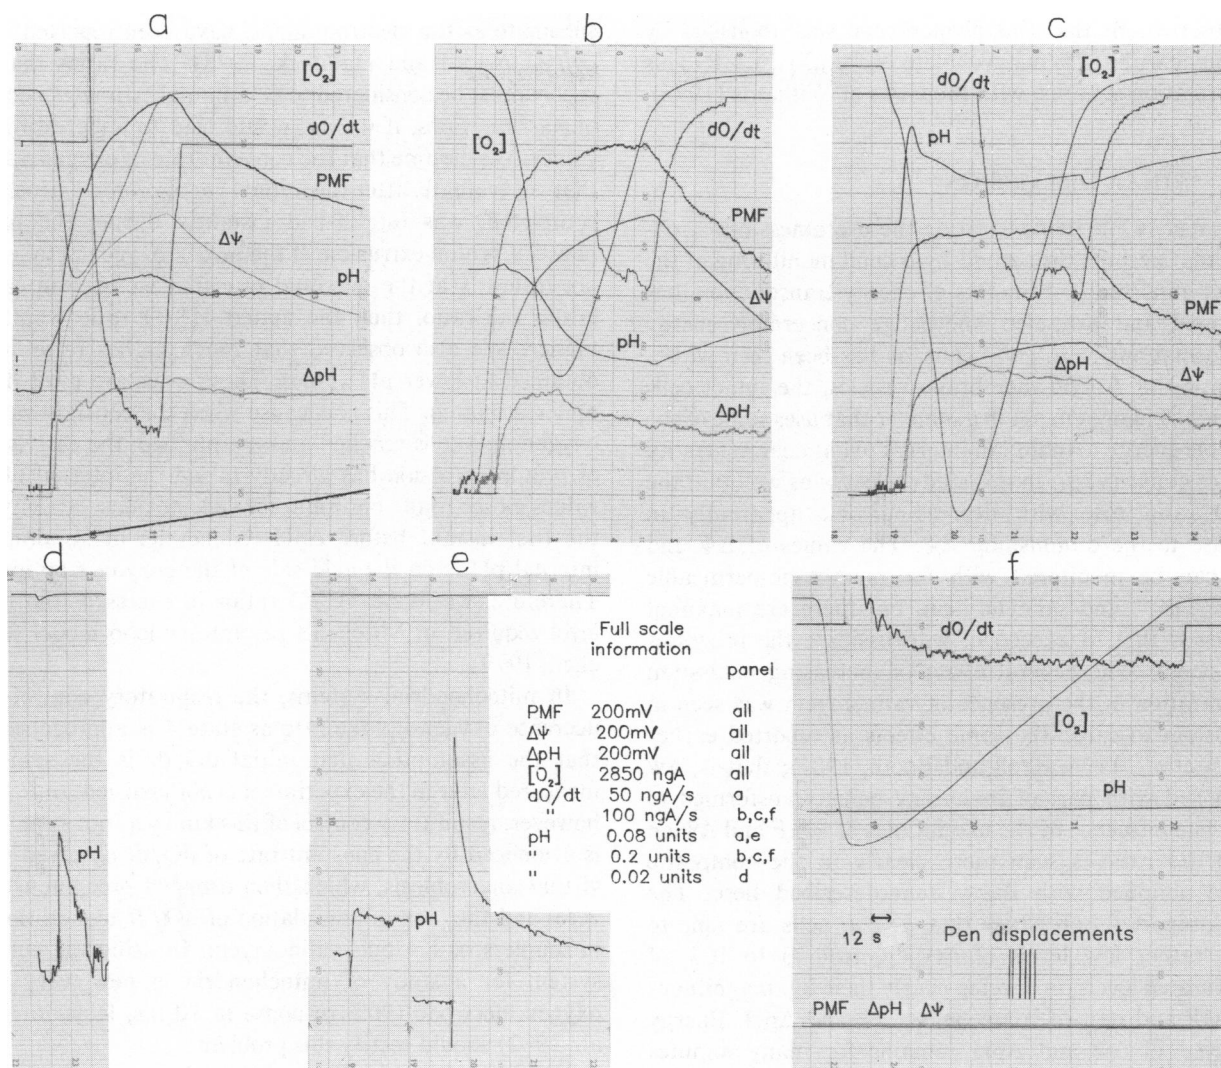 a
[O₂]
dO/dt
PMF
ΔΨ
pH
ΔpH
b
dO/dt
[O₂]
PMF
ΔΨ
pH
ΔpH
c
dO/dt
[O₂]
pH
PMF
ΔpH
ΔΨ
d
pH
e
pH
Full scale
information
panel
PMF 200mV all
ΔΨ 200mV all
ΔpH 200mV all
[O₂] 2850 ngA all
dO/dt 50 ngA/s a
" 100 ngA/s b,c,f
pH 0.08 units a,e
" 0.2 units b,c,f
" 0.02 units d
f
dO/dt
[O₂]
pH
12 s
Pen displacements
PMF ΔpH ΔΨ